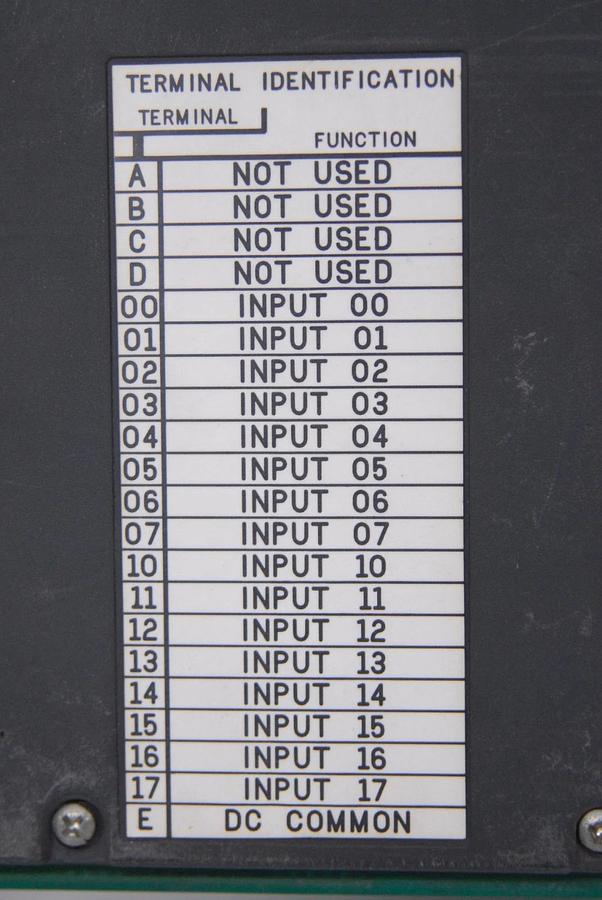 TERMINAL IDENTIFICATION
TERMINAL
FUNCTION
A NOT USED
B NOT USED
C NOT USED
D NOT USED
00 INPUT 00
01 INPUT 01
02 INPUT 02
03 INPUT 03
04 INPUT 04
05 INPUT 05
06 INPUT 06
07 INPUT 07
10 INPUT 10
11 INPUT 11
12 INPUT 12
13 INPUT 13
14 INPUT 14
15 INPUT 15
16 INPUT 16
17 INPUT 17
E DC COMMON